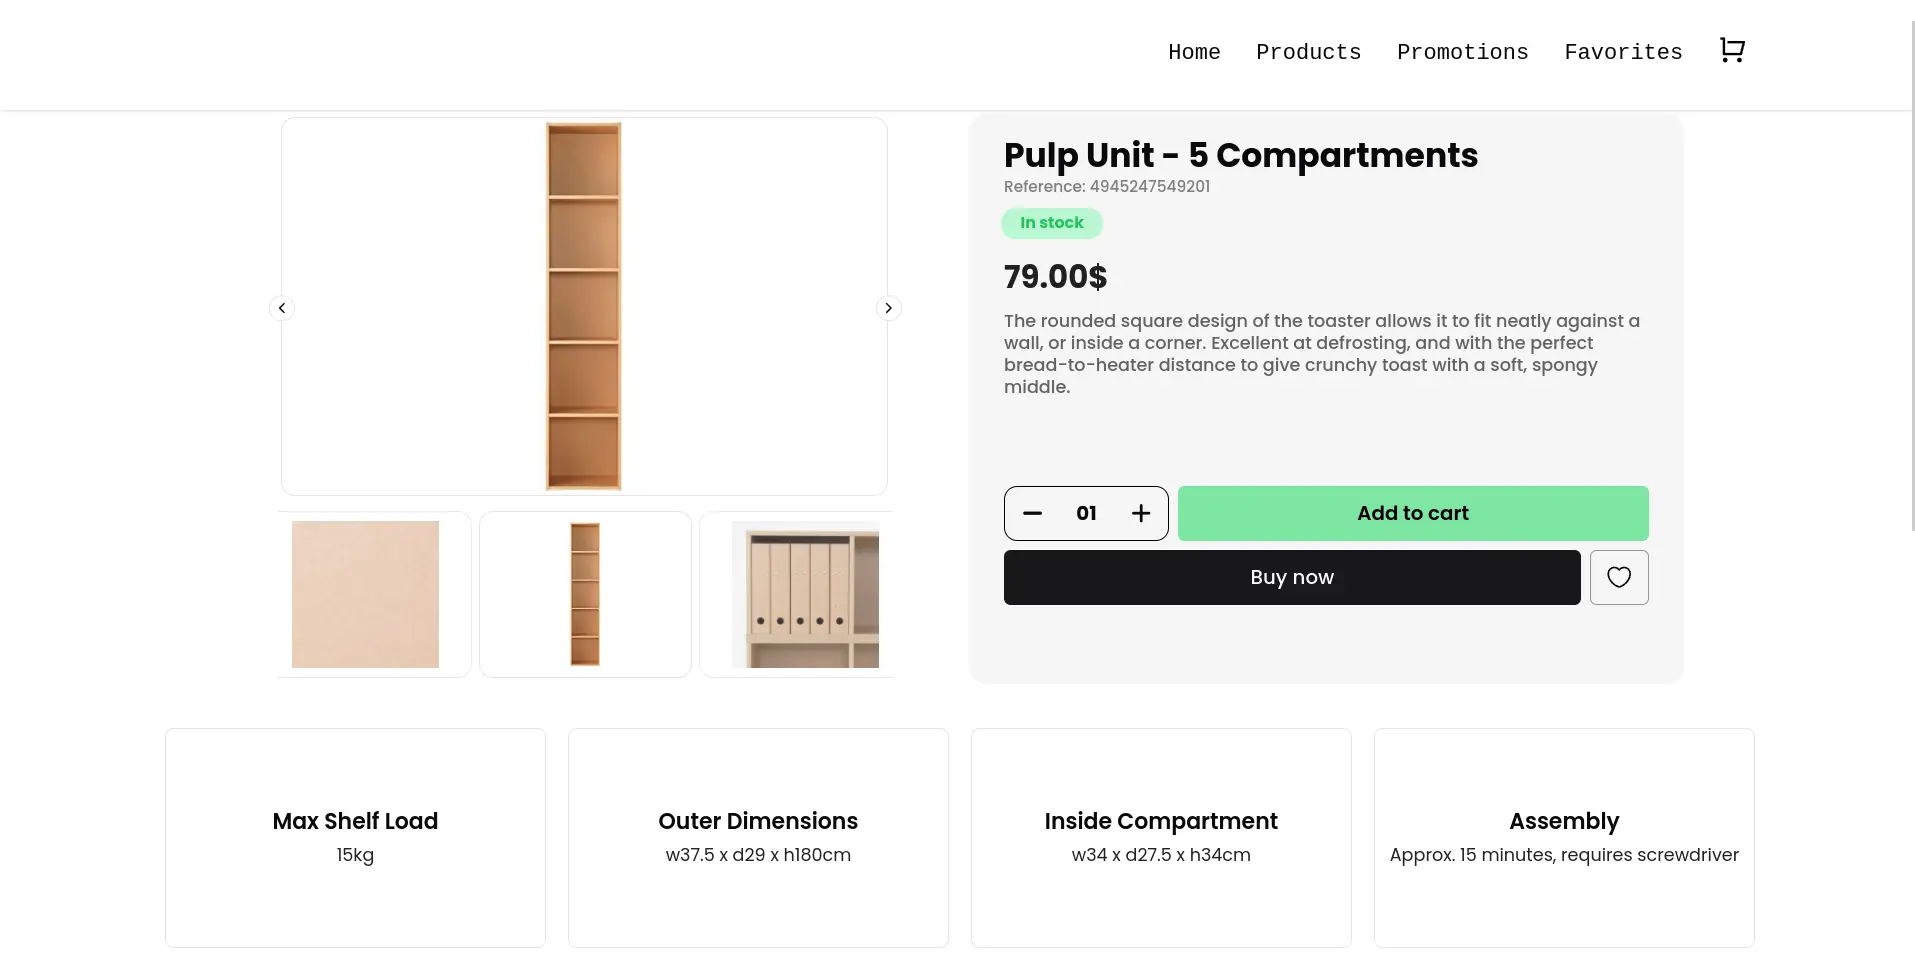 Home Products Promotions Favorites
Pulp Unit - 5 Compartments
Reference: 4945247549201
In stock
79.00$
The rounded square design of the toaster allows it to fit neatly against a
wall, or inside a corner. Excellent at defrosting, and with the perfect
bread-to-heater distance to give crunchy toast with a soft, spongy
middle.
01
Add to cart
Buy now
Max Shelf Load
15kg
Outer Dimensions
w37.5 x d29 x h180cm
Inside Compartment
w34 x d27.5 x h34cm
Assembly
Approx. 15 minutes, requires screwdriver